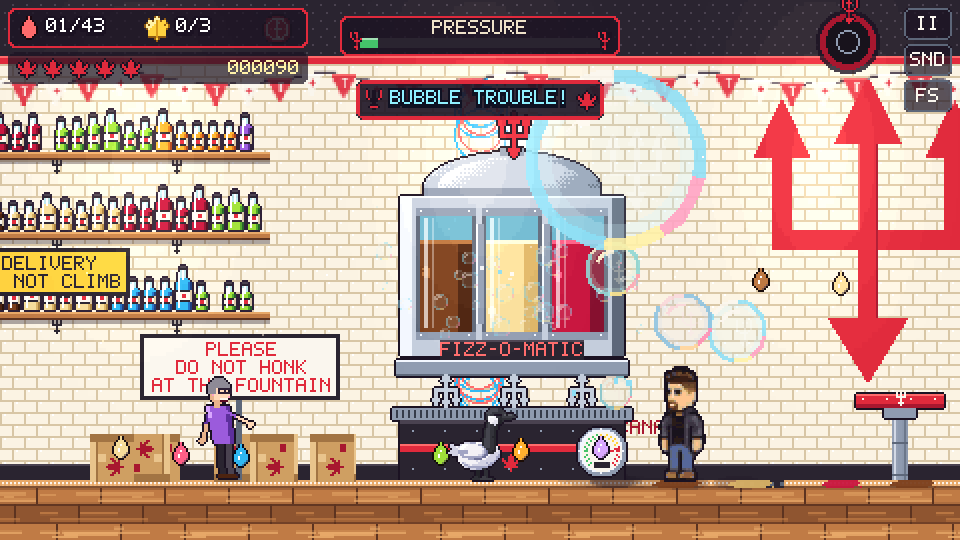 01/43
0/3
PRESSURE
II
SND
FS
000090
BUBBLE TROUBLE!
DELIVERY
NOT CLIMB
FIZZ-O-MATIC
PLEASE
DO NOT HONK
AT FOUNTAIN